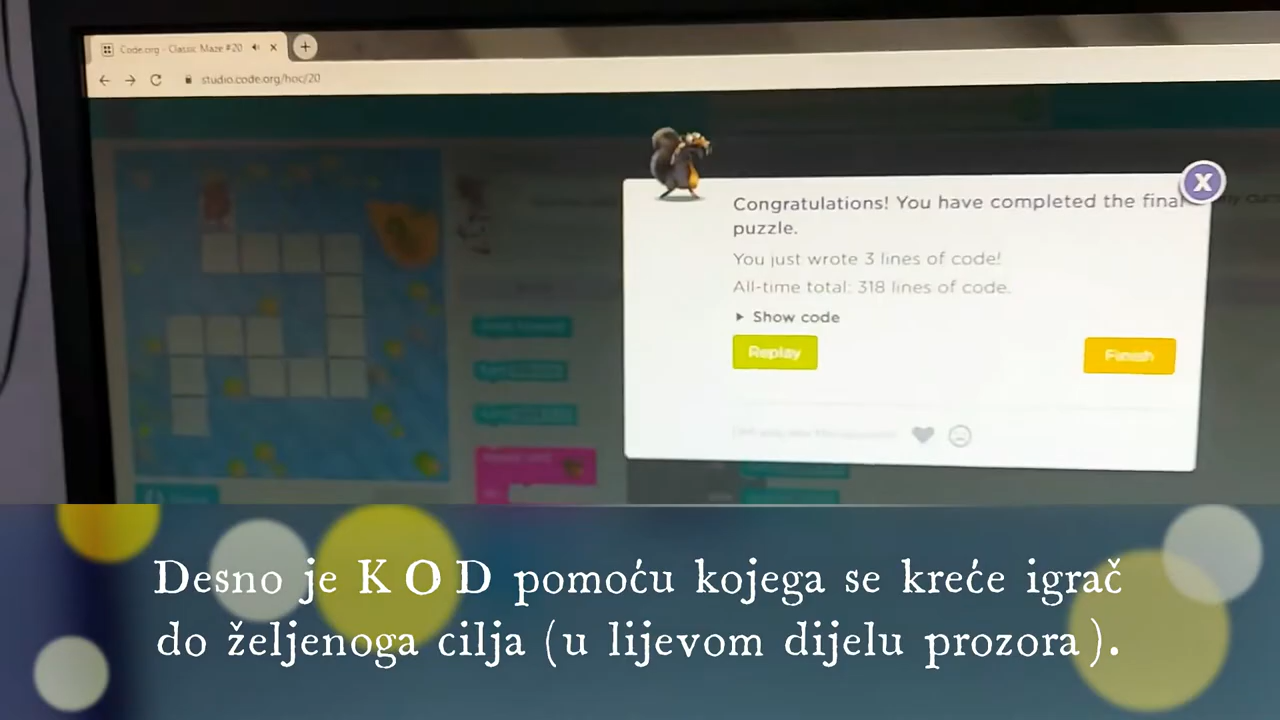 Code.org - Classic Maze #20
studio.code.org/hoc/20
Congratulations! You have completed the final
puzzle.
You just wrote 3 lines of code!
All-time total: 318 lines of code.
Show code
Replay
Finish
Desno je KOD pomoću kojega se kreće igrač
do željenoga cilja (u lijevom dijelu prozora).